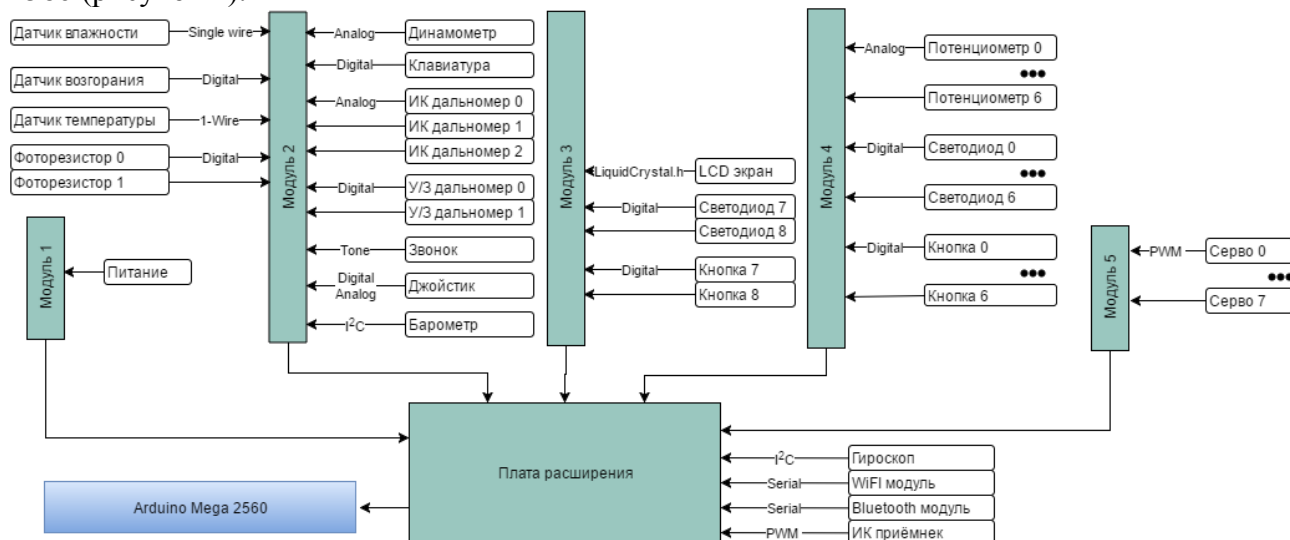 Датчик влажности
Single wire
Датчик возгорания
Digital
Датчик температуры
1-Wire
Фоторезистор 0
Digital
Фоторезистор 1
Модуль 1
Питание
Модуль 2
Analog
Динамометр
Digital
Клавиатура
Analog
ИК дальномер 0
ИК дальномер 1
ИК дальномер 2
Digital
У/З дальномер 0
У/З дальномер 1
Tone
Звонок
Digital
Analog
Джойстик
I²C
Барометр
Модуль 3
LiquidCrystal.h
LCD экран
Digital
Светодиод 7
Светодиод 8
Digital
Кнопка 7
Кнопка 8
Модуль 4
Analog
Потенциометр 0
Потенциометр 6
Digital
Светодиод 0
Светодиод 6
Digital
Кнопка 0
Кнопка 6
Модуль 5
PWM
Серво 0
Серво 7
Плата расширения
I²C
Гироскоп
Serial
WiFI модуль
Serial
Bluetooth модуль
PWM
ИК приёмнек
Arduino Mega 2560